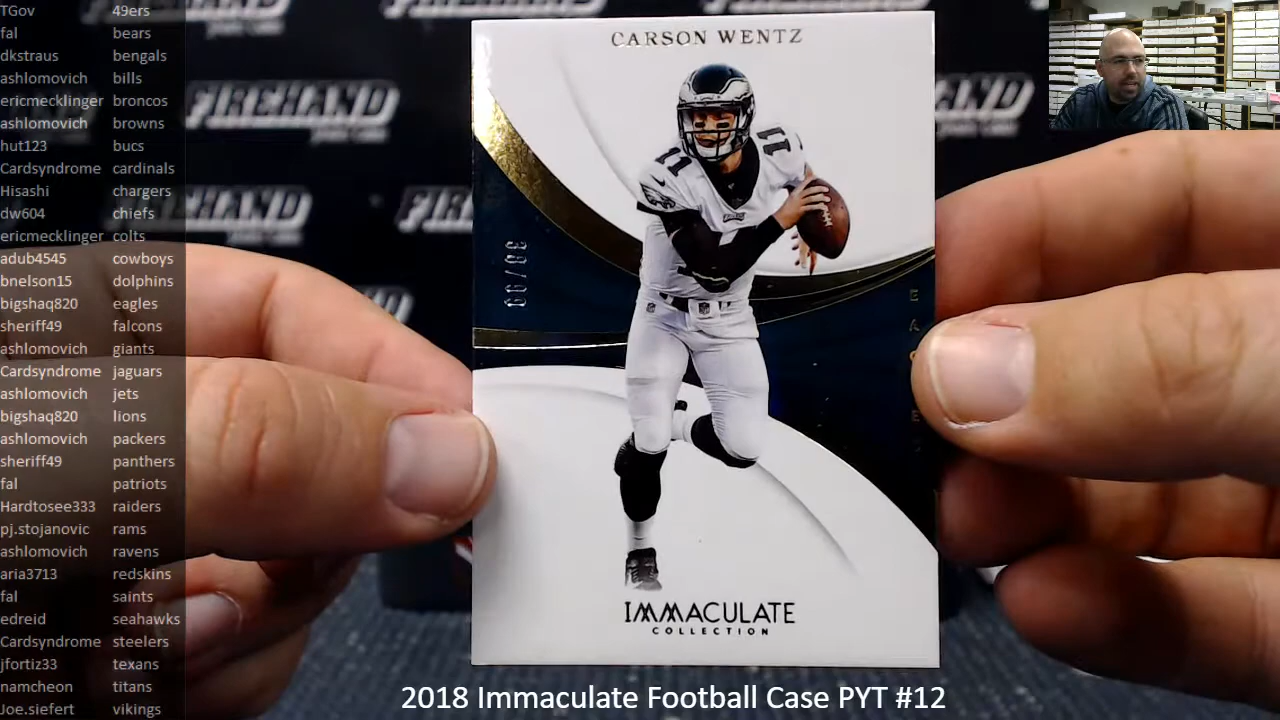 TGov 49ers
fal bears
dkstraus bengals
ashlomovich bills
ericmecklinger broncos
ashlomovich browns
hut123 bucs
Cardsyndrome cardinals
Hisashi chargers
dw604 chiefs
ericmecklinger colts
adub4545 cowboys
bnelson15 dolphins
bigshaq820 eagles
sheriff49 falcons
ashlomovich giants
Cardsyndrome jaguars
ashlomovich jets
bigshaq820 lions
ashlomovich packers
sheriff49 panthers
fal patriots
Hardtosee333 raiders
pj.stojanovic rams
ashlomovich ravens
aria3713 redskins
fal saints
edreid seahawks
Cardsyndrome steelers
jfortiz33 texans
namcheon titans
Joe.siefert vikings
FIREHAND
CARSON WENTZ
11 11
IMMACULATE
COLLECTION
2018 Immaculate Football Case PYT #12